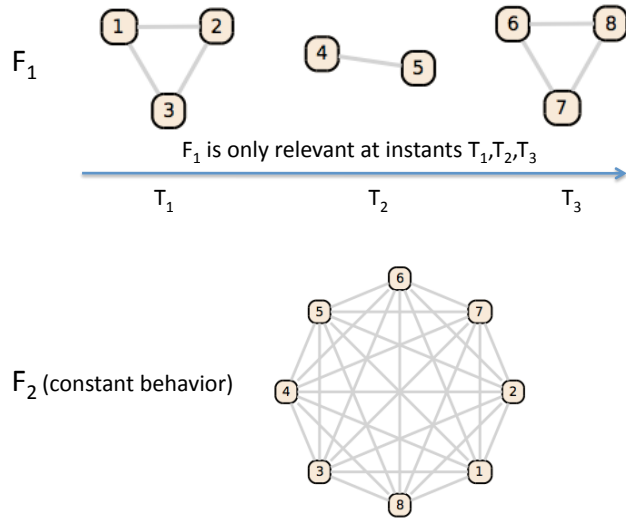 1 2 6 8
4 5
F₁
3 7
F₁ is only relevant at instants T₁,T₂,T₃
T₁ T₂ T₃
6
5 7
F₂ (constant behavior) 4 2
3 1
8